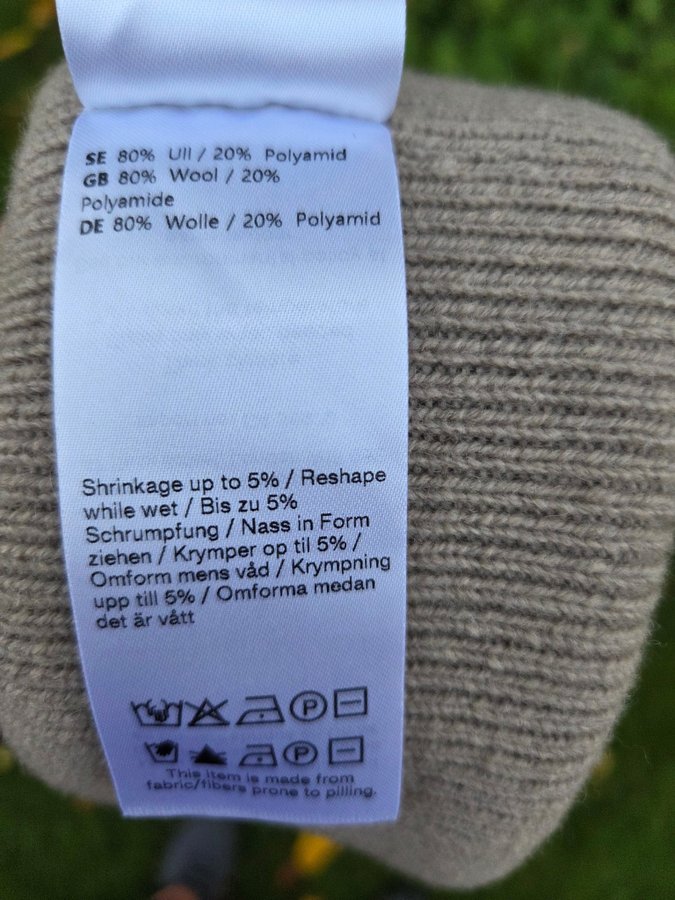 SE 80% Ull / 20% Polyamid
GB 80% Wool / 20%
Polyamide
DE 80% Wolle / 20% Polyamid
Shrinkage up to 5% / Reshape
while wet / Bis zu 5%
Schrumpfung / Nass in Form
ziehen / Krymper op til 5% /
Omform mens våd / Krympning
upp till 5% / Omforma medan
det är vått
P
P
This item is made from
fabric/fibers prone to pilling.